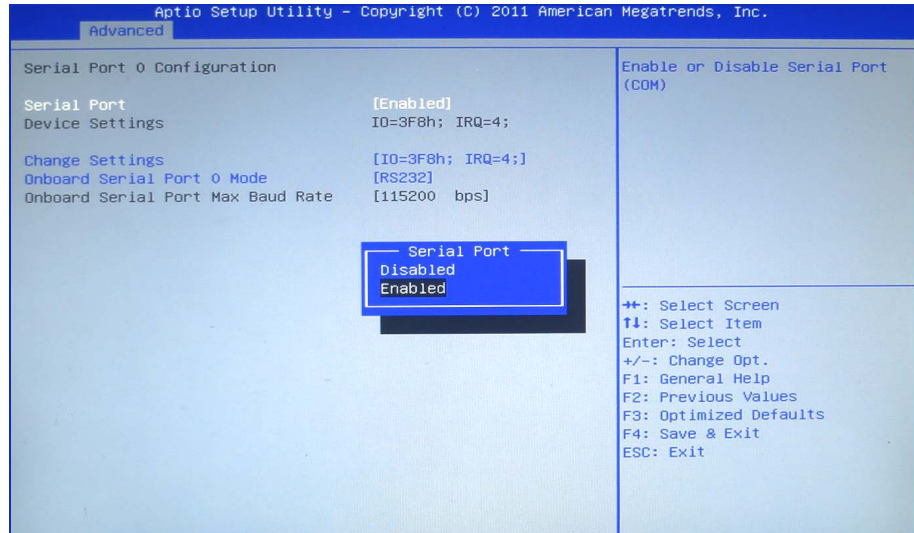 Aptio Setup Utility – Copyright (C) 2011 American Megatrends, Inc.
Advanced
Serial Port 0 Configuration
Serial Port [Enabled]
Device Settings IO=3F8h; IRQ=4;
Change Settings [IO=3F8h; IRQ=4;]
Onboard Serial Port 0 Mode [RS232]
Onboard Serial Port Max Baud Rate [115200 bps]
Serial Port
Disabled
Enabled
Enable or Disable Serial Port
(COM)
→←: Select Screen
↑↓: Select Item
Enter: Select
+/-: Change Opt.
F1: General Help
F2: Previous Values
F3: Optimized Defaults
F4: Save & Exit
ESC: Exit